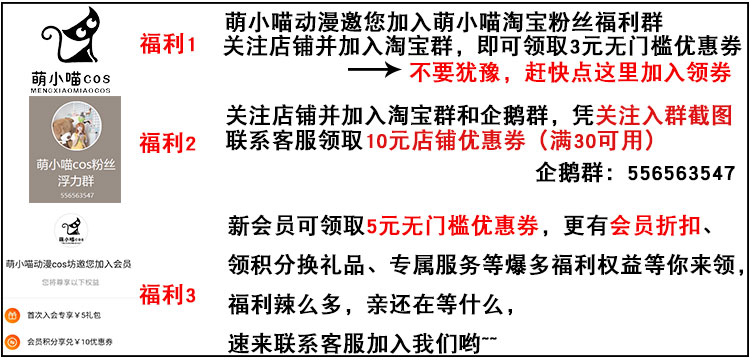 萌小喵cos
MENGXIAOMIAOCOS
福利1
萌小喵动漫邀您加入萌小喵淘宝粉丝福利群
关注店铺并加入淘宝群，即可领取3元无门槛优惠券
不要犹豫，赶快点这里加入领券
萌小喵cos粉丝
浮力群
556563547
福利2
关注店铺并加入淘宝群和企鹅群，凭关注入群截图
联系客服领取10元店铺优惠券（满30可用）
企鹅群：556563547
萌小喵cos
萌小喵动漫cos坊邀您加入会员
您将尊享以下权益
首次入会专享￥5礼包
会员积分享兑￥10优惠券
福利3
新会员可领取5元无门槛优惠券，更有会员折扣、
领积分换礼品、专属服务等爆多福利权益等你来领，
福利辣么多，亲还在等什么，
速来联系客服加入我们哟~~